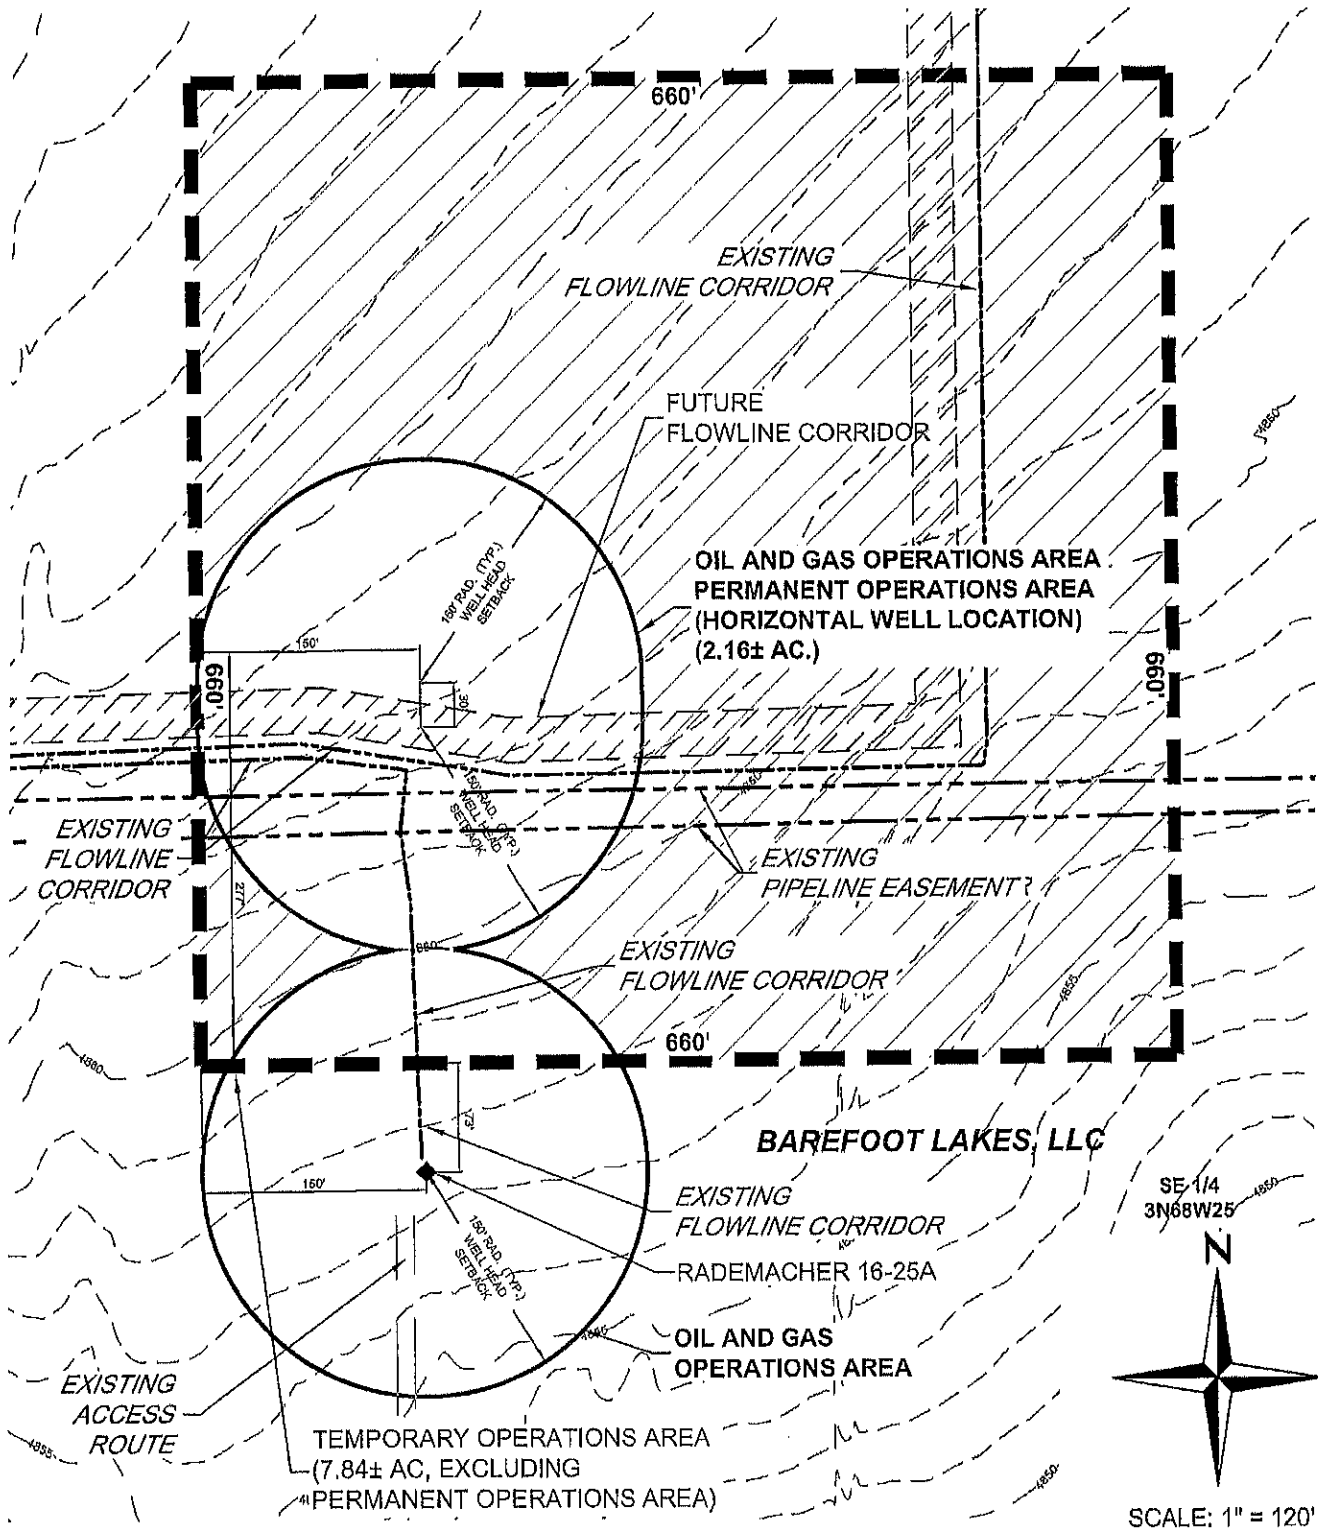 660'
EXISTING
FLOWLINE CORRIDOR
FUTURE
FLOWLINE CORRIDOR
4850
150' RAD. (TYP.)
WELL HEAD
SETBACK
OIL AND GAS OPERATIONS AREA
PERMANENT OPERATIONS AREA
(HORIZONTAL WELL LOCATION)
(2.16± AC.)
150'
660'
660'
30'
150' RAD. (TYP.)
WELL HEAD
SETBACK
EXISTING
FLOWLINE
CORRIDOR
EXISTING
PIPELINE EASEMENT
277'
EXISTING
FLOWLINE CORRIDOR
4855
660'
4860
73'
BAREFOOT LAKES, LLC
150'
EXISTING
FLOWLINE CORRIDOR
SE 1/4
3N68W25
4850
N
150' RAD. (TYP.)
WELL HEAD
SETBACK
RADEMACHER 16-25A
OIL AND GAS
OPERATIONS AREA
EXISTING
ACCESS
ROUTE
4855
TEMPORARY OPERATIONS AREA
(7.84± AC, EXCLUDING
PERMANENT OPERATIONS AREA)
4850
SCALE: 1" = 120'